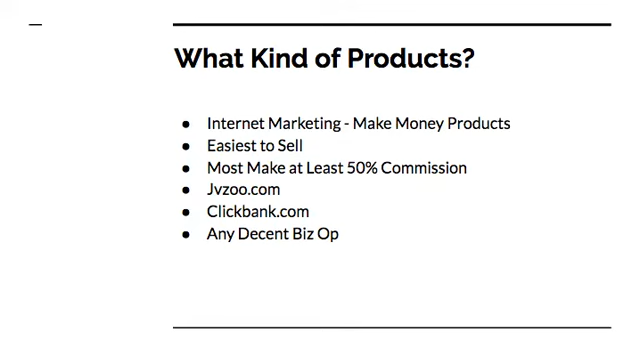 What Kind of Products?
● Internet Marketing - Make Money Products
● Easiest to Sell
● Most Make at Least 50% Commission
● Jvzoo.com
● Clickbank.com
● Any Decent Biz Op